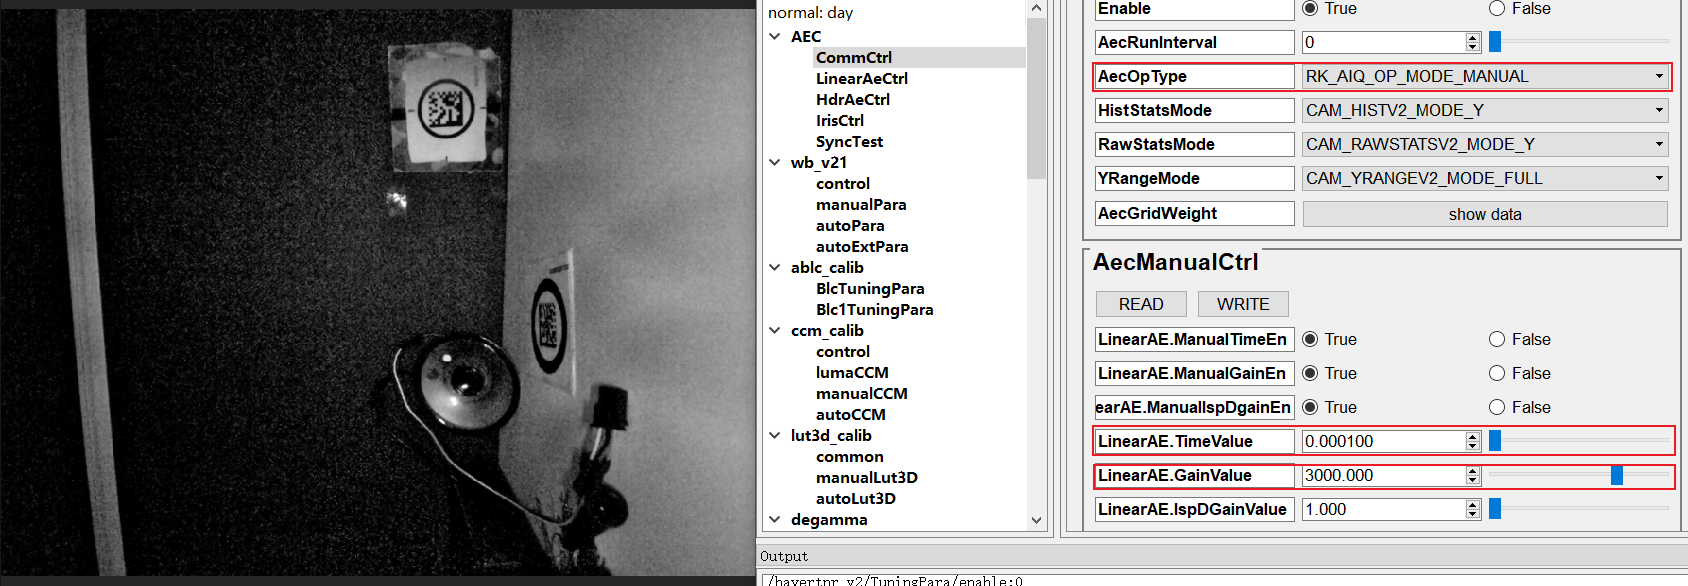 normal: day
AEC
CommCtrl
LinearAeCtrl
HdrAeCtrl
IrisCtrl
SyncTest
wb_v21
control
manualPara
autoPara
autoExtPara
ablc_calib
BlcTuningPara
Blc1TuningPara
ccm_calib
control
lumaCCM
manualCCM
autoCCM
lut3d_calib
common
manualLut3D
autoLut3D
degamma
Enable True False
AecRunInterval 0
AecOpType RK_AIQ_OP_MODE_MANUAL
HistStatsMode CAM_HISTV2_MODE_Y
RawStatsMode CAM_RAWSTATSV2_MODE_Y
YRangeMode CAM_YRANGEV2_MODE_FULL
AecGridWeight show data
AecManualCtrl
READ WRITE
LinearAE.ManualTimeEn True False
LinearAE.ManualGainEn True False
earAE.ManualIspDgainEn True False
LinearAE.TimeValue 0.000100
LinearAE.GainValue 3000.000
LinearAE.IspDGainValue 1.000
Output
/bayertnr_v2/TuningPara/enable:0